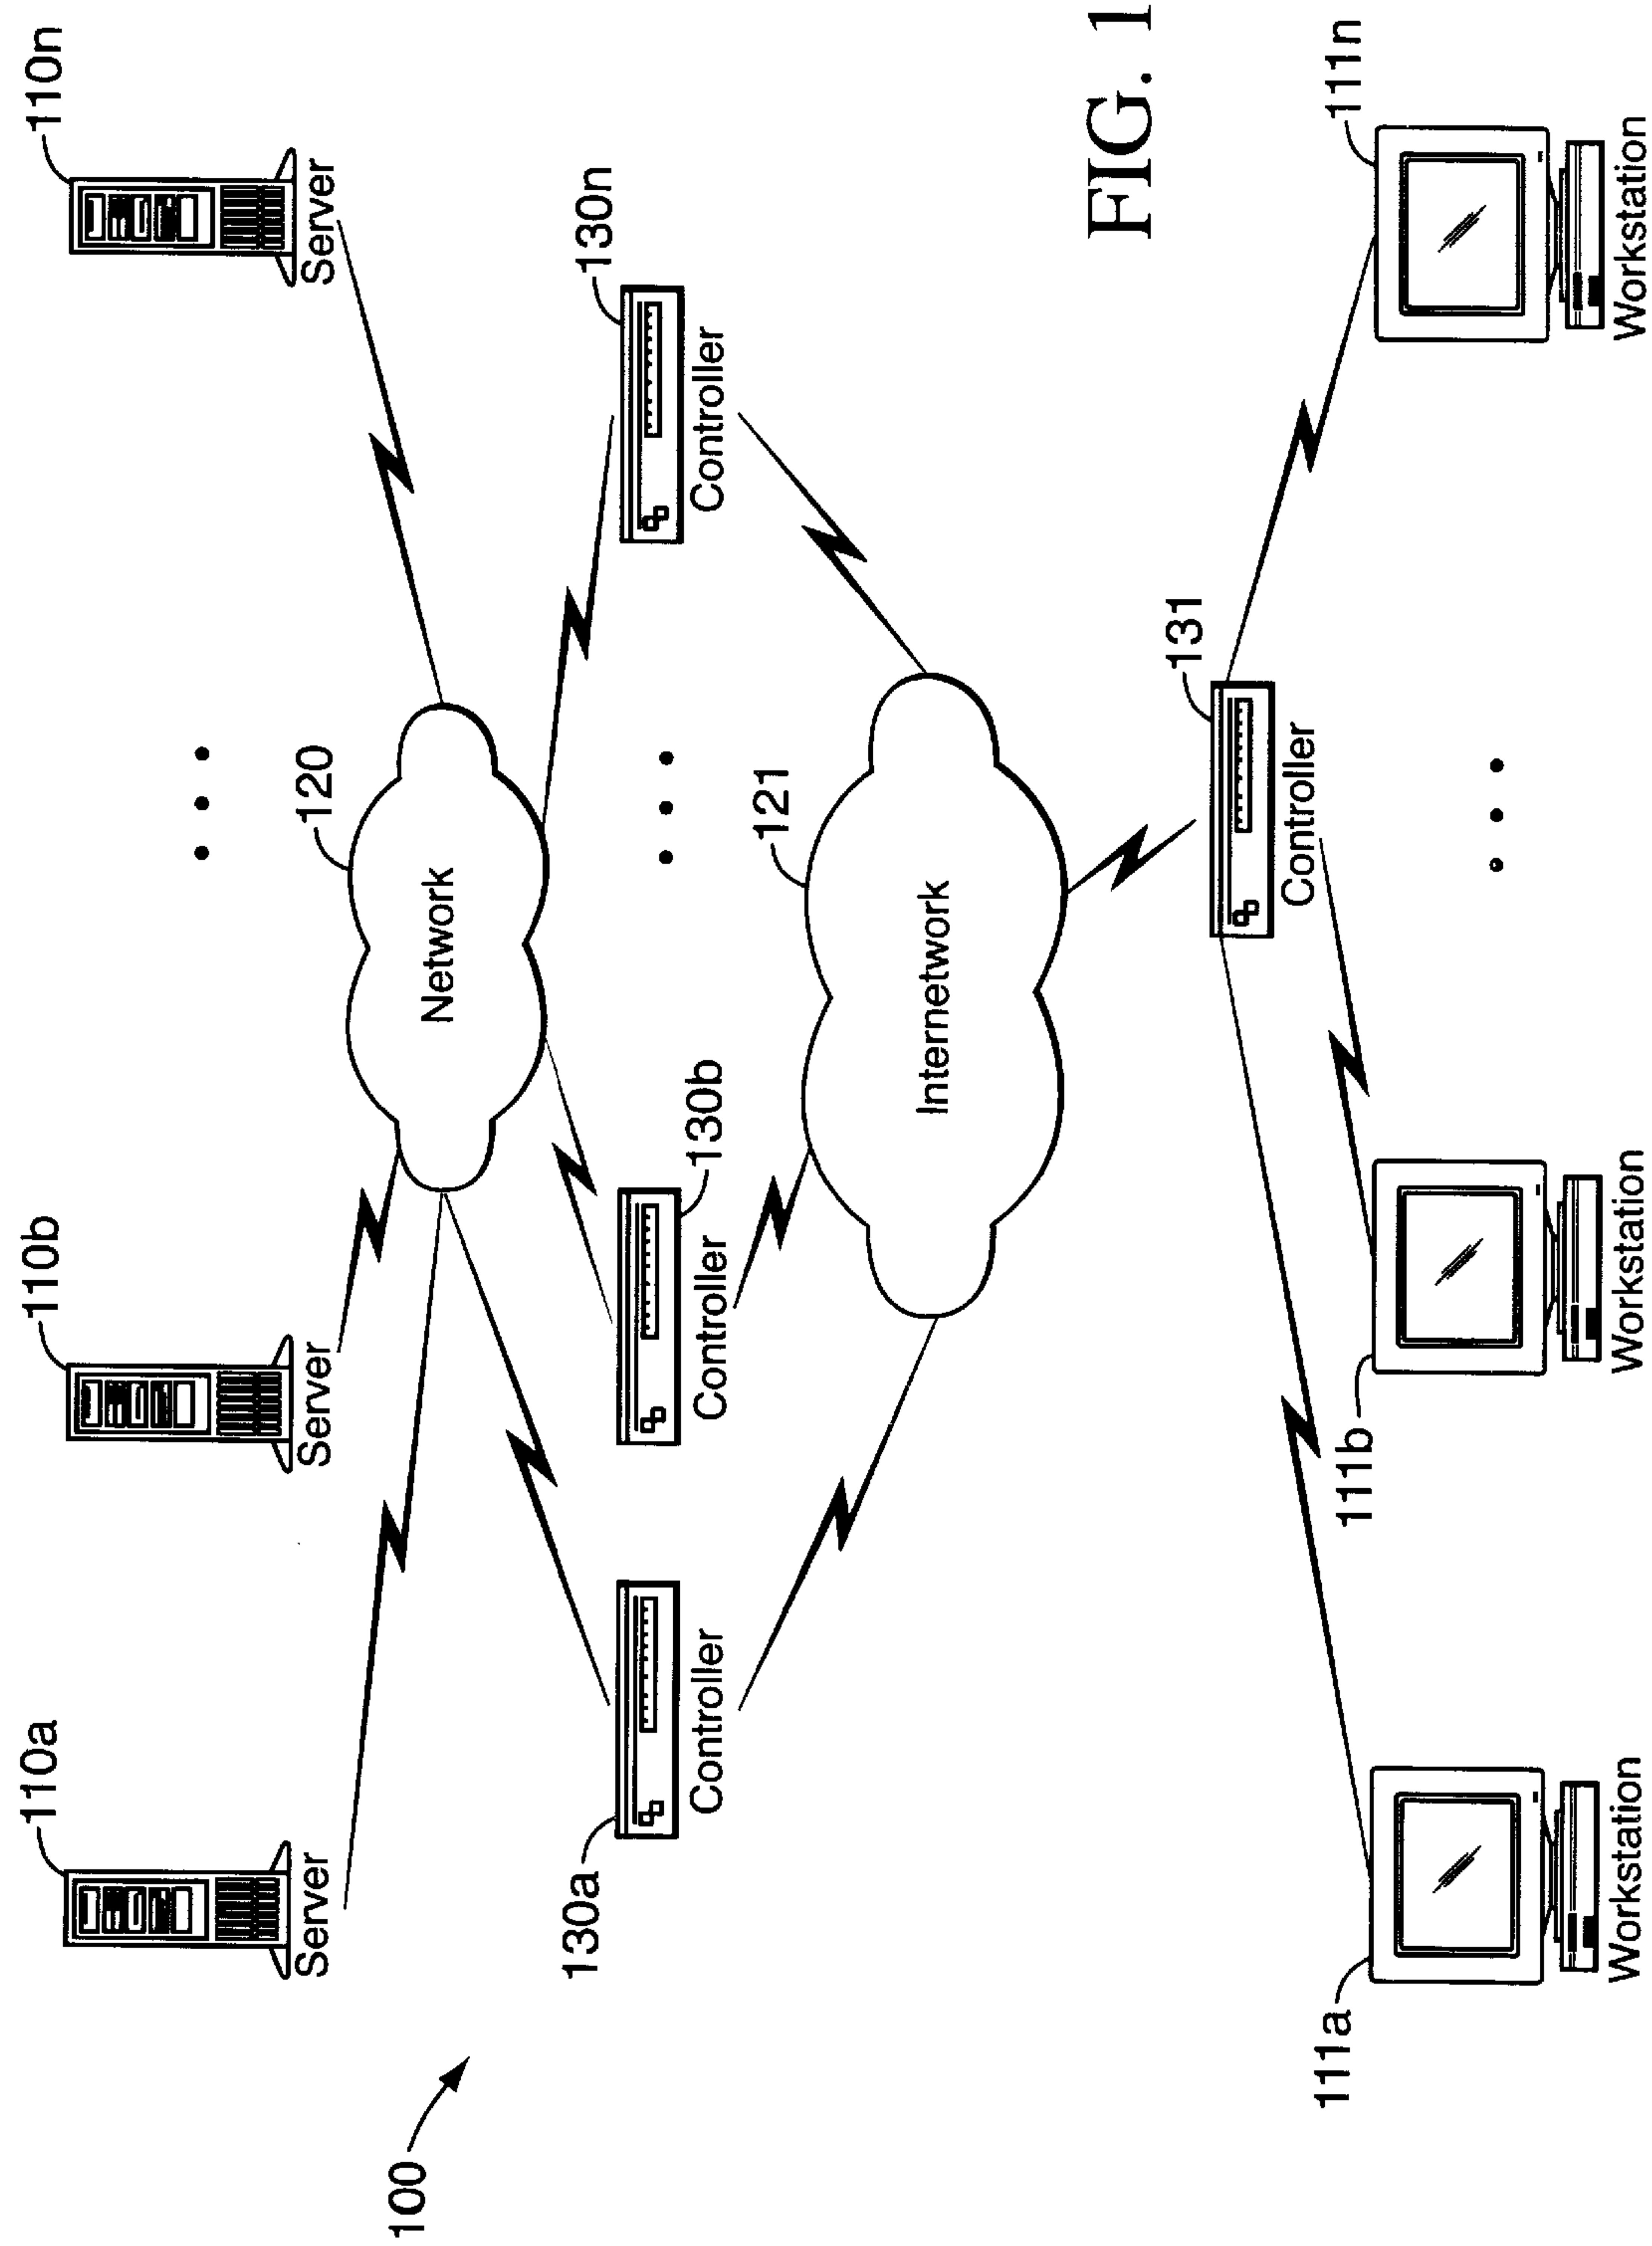 100
110a
Server
110b
Server
110n
Server
120
Network
130a
Controller
130b
Controller
130n
Controller
121
Internetwork
131
Controller
111a
Workstation
111b
Workstation
111n
Workstation
FIG. 1